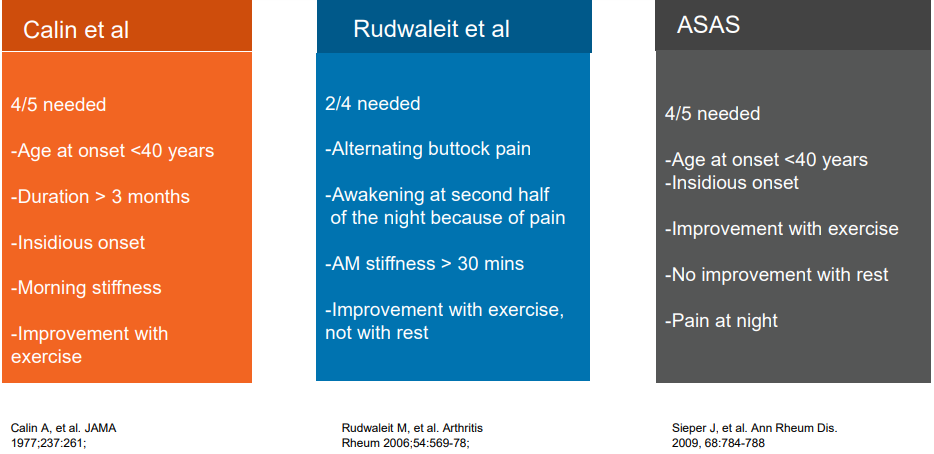 Calin et al
4/5 needed
-Age at onset <40 years
-Duration > 3 months
-Insidious onset
-Morning stiffness
-Improvement with
exercise
Calin A, et al. JAMA
1977;237:261;
Rudwaleit et al
2/4 needed
-Alternating buttock pain
-Awakening at second half
of the night because of pain
-AM stiffness > 30 mins
-Improvement with exercise,
not with rest
Rudwaleit M, et al. Arthritis
Rheum 2006;54:569-78;
ASAS
4/5 needed
-Age at onset <40 years
-Insidious onset
-Improvement with exercise
-No improvement with rest
-Pain at night
Sieper J, et al. Ann Rheum Dis.
2009, 68:784-788